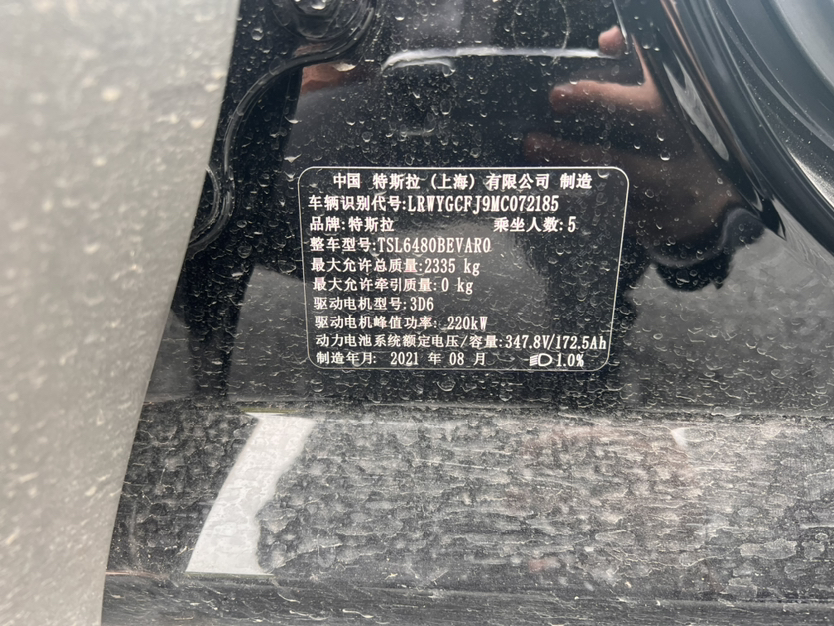 中国 特斯拉 (上海) 有限公司 制造
车辆识别代号:LRWYGCFJ9MC072185
品牌:特斯拉 乘坐人数:5
整车型号:TSL6480BEVAR0
最大允许总质量:2335 kg
最大允许牵引质量:0 kg
驱动电机型号:3D6
驱动电机峰值功率: 220kW
动力电池系统额定电压/容量:347.8V/172.5Ah
制造年月: 2021 年 08 月 1.0%